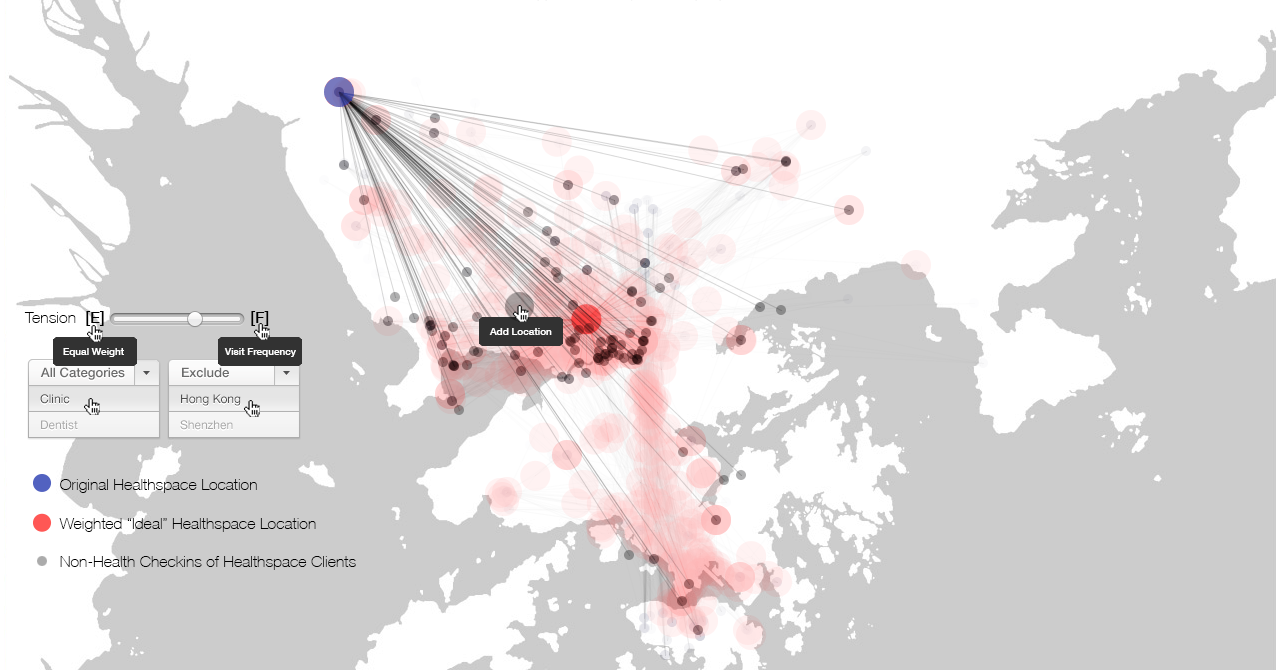 Add Location
Tension [E] [F]
Equal Weight
Visit Frequency
All Categories
Exclude
Clinic
Hong Kong
Dentist
Shenzhen
Original Healthspace Location
Weighted “Ideal” Healthspace Location
Non-Health Checkins of Healthspace Clients